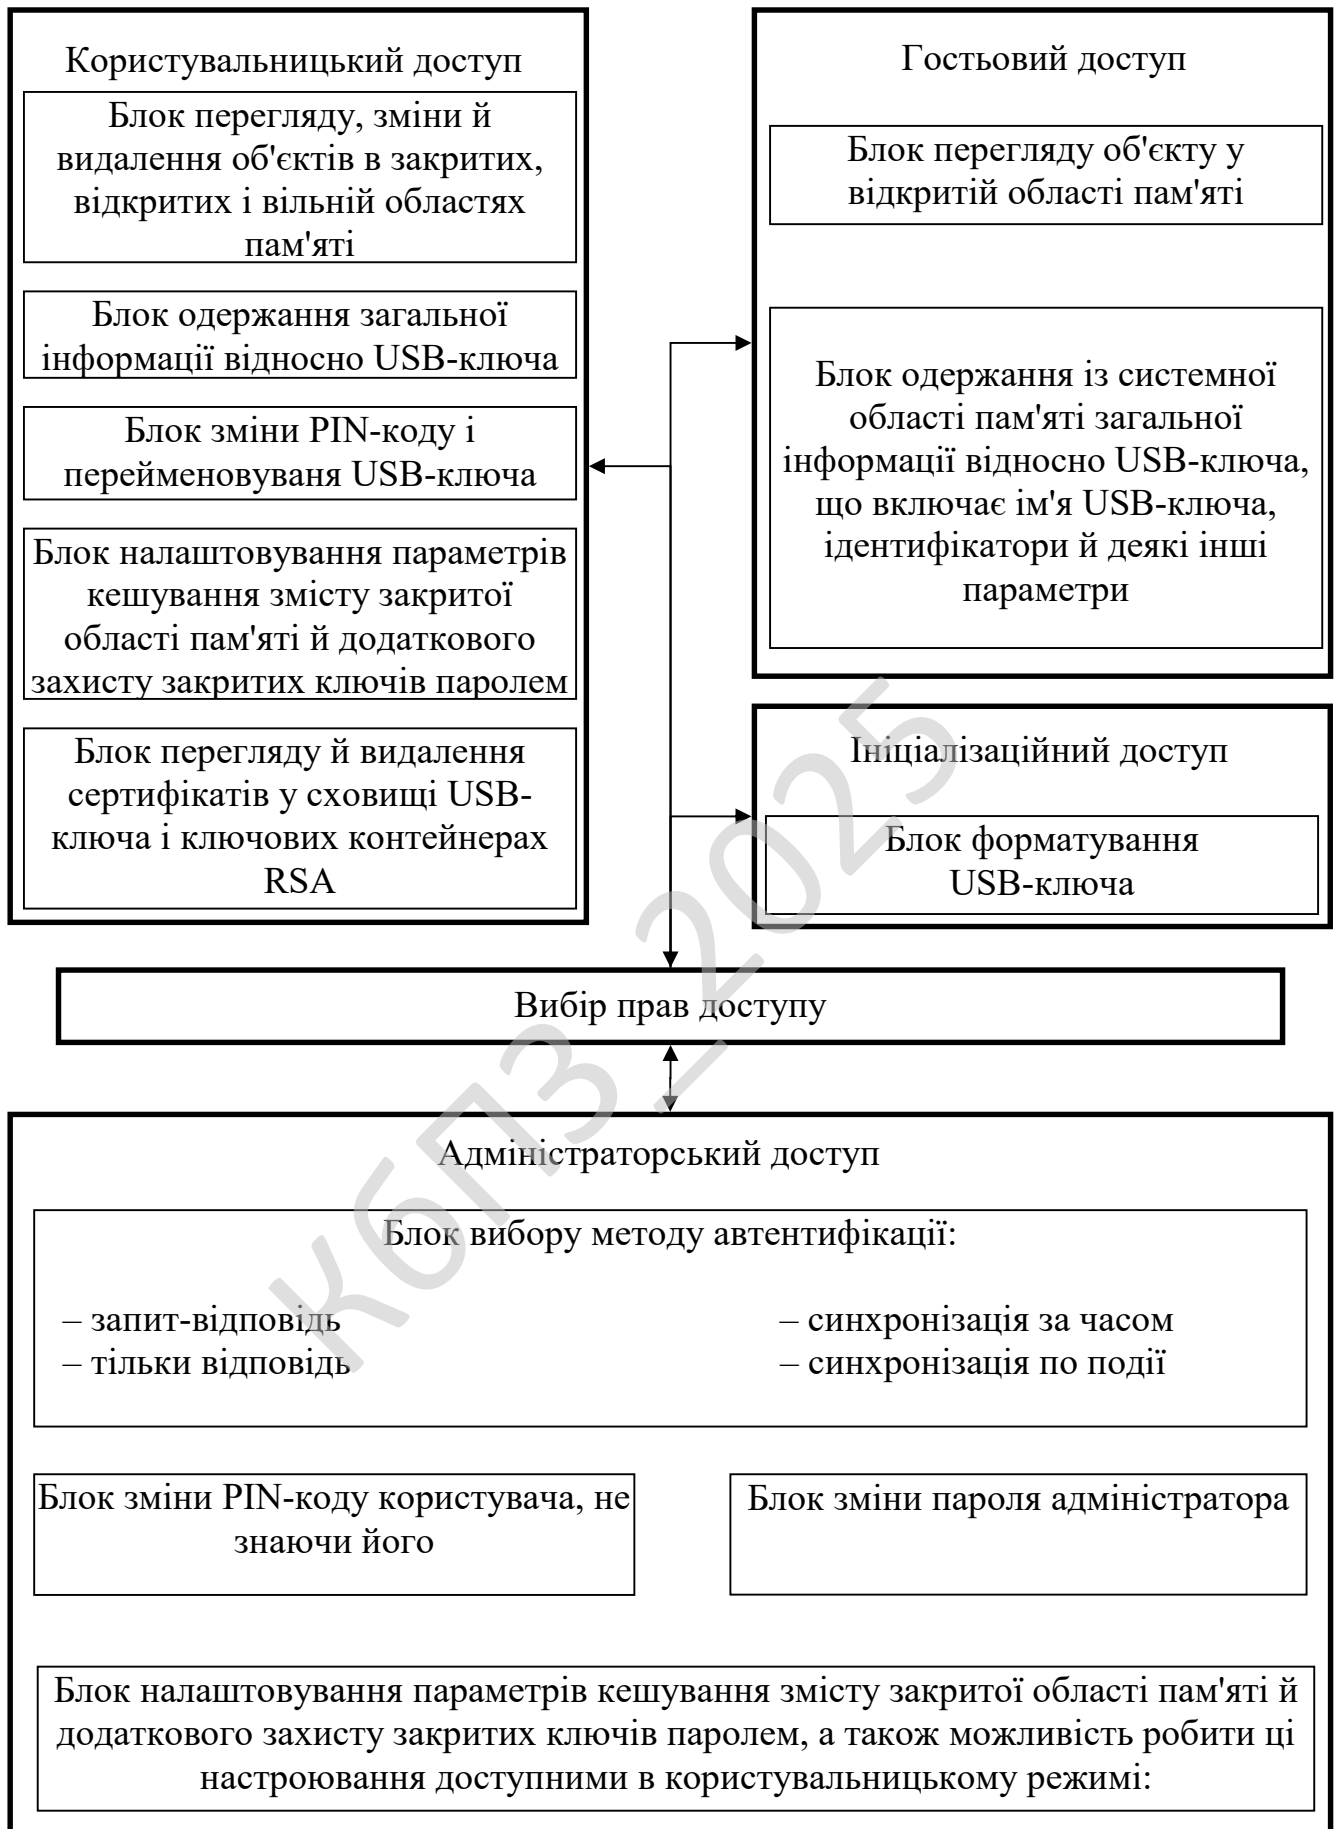 Користувальницький доступ
Блок перегляду, зміни й
видалення об'єктів в закритих,
відкритих і вільній областях
пам'яті
Блок одержання загальної
інформації відносно USB-ключа
Блок зміни PIN-коду і
перейменовуваня USB-ключа
Блок налаштовування параметрів
кешування змісту закритої
області пам'яті й додаткового
захисту закритих ключів паролем
Блок перегляду й видалення
сертифікатів у сховищі USB-
ключа і ключових контейнерах
RSA
Гостьовий доступ
Блок перегляду об'єкту у
відкритій області пам'яті
Блок одержання із системної
області пам'яті загальної
інформації відносно USB-ключа,
що включає ім'я USB-ключа,
ідентифікатори й деякі інші
параметри
Ініціалізаційний доступ
Блок форматування
USB-ключа
Вибір прав доступу
Адміністраторський доступ
Блок вибору методу автентифікації:
– запит-відповідь
– тільки відповідь
– синхронізація за часом
– синхронізація по події
Блок зміни PIN-коду користувача, не
знаючи його
Блок зміни пароля адміністратора
Блок налаштовування параметрів кешування змісту закритої області пам'яті й
додаткового захисту закритих ключів паролем, а також можливість робити ці
настроювання доступними в користувальницькому режимі:
КбПЗ_2025